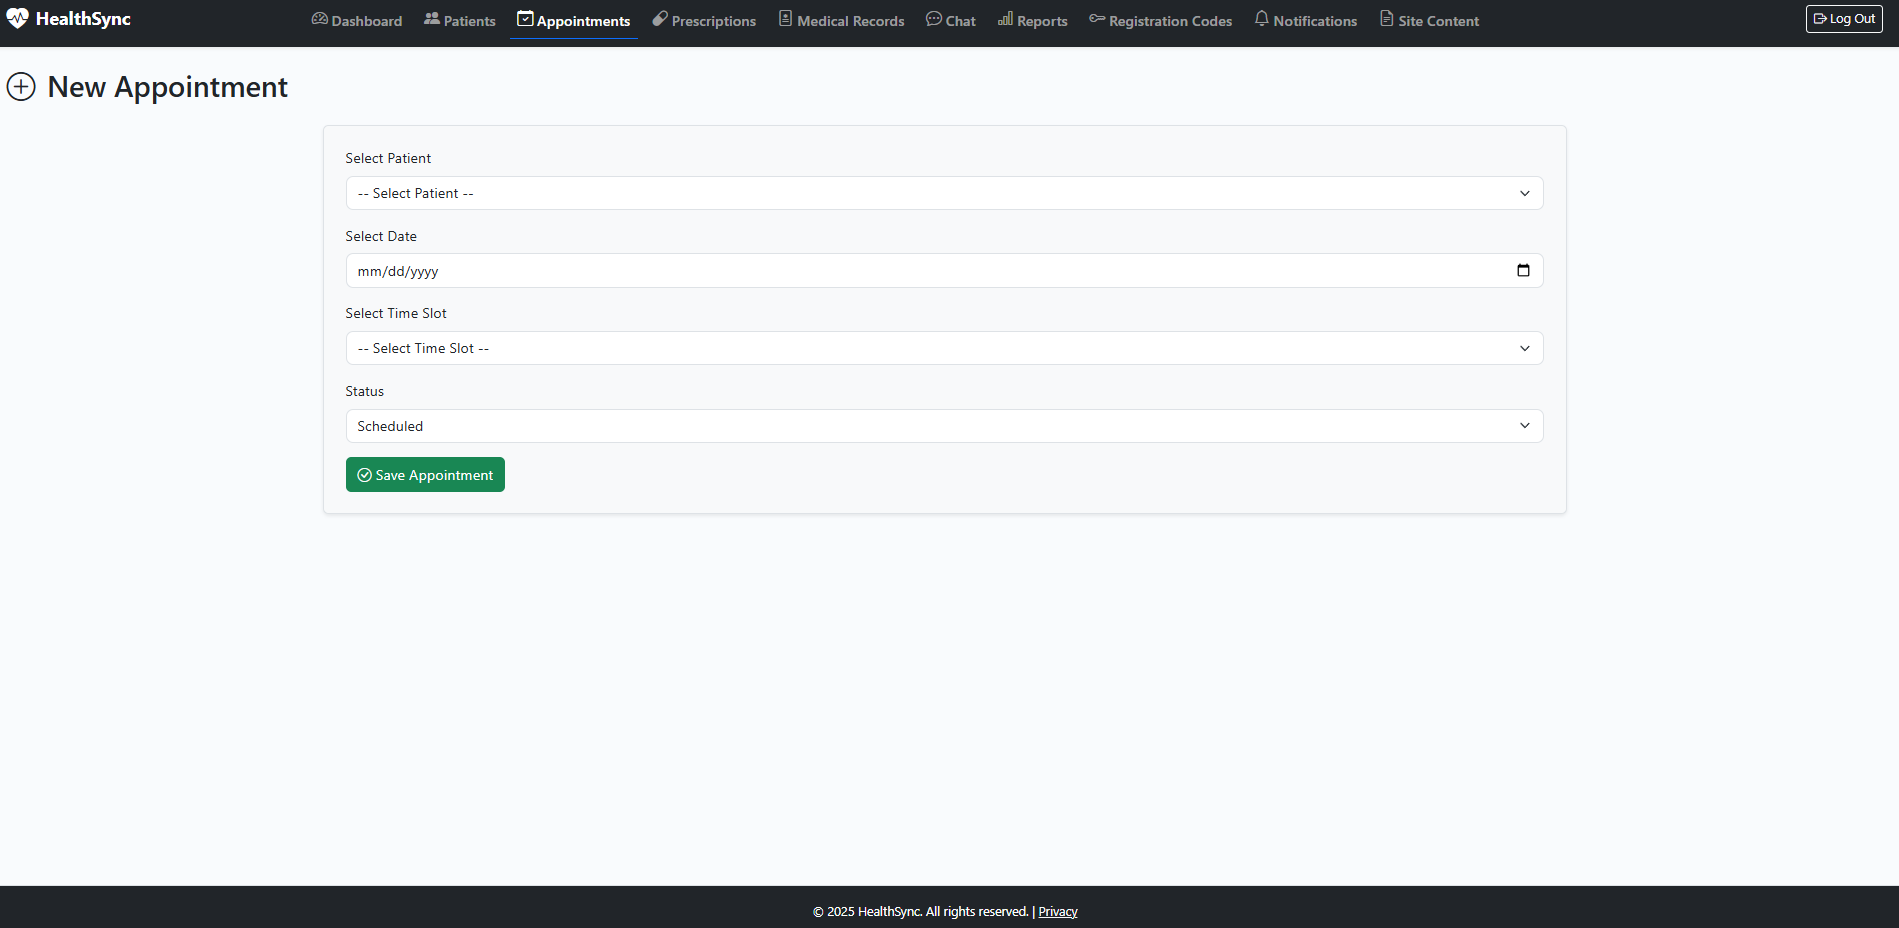 HealthSync
Dashboard
Patients
Appointments
Prescriptions
Medical Records
Chat
Reports
Registration Codes
Notifications
Site Content
Log Out
New Appointment
Select Patient
-- Select Patient --
Select Date
mm/dd/yyyy
Select Time Slot
-- Select Time Slot --
Status
Scheduled
Save Appointment
© 2025 HealthSync. All rights reserved. | Privacy